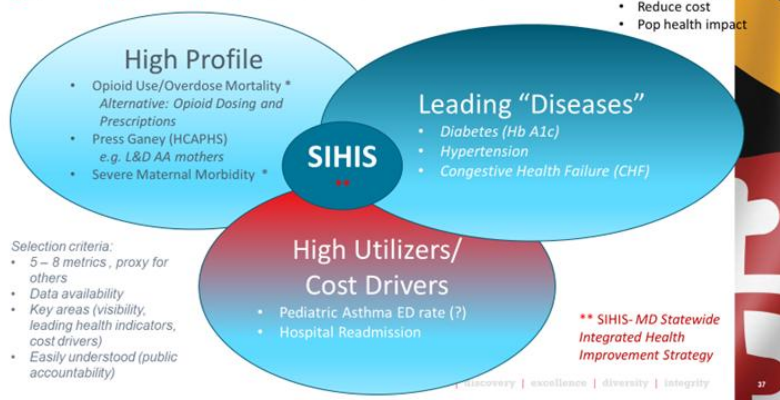 • Reduce cost
• Pop health impact
High Profile
• Opioid Use/Overdose Mortality *
Alternative: Opioid Dosing and
Prescriptions
• Press Ganey (HCAPHS)
e.g. L&D AA mothers
• Severe Maternal Morbidity *
Leading “Diseases”
• Diabetes (Hb A1c)
• Hypertension
• Congestive Health Failure (CHF)
SIHIS
**
High Utilizers/
Cost Drivers
• Pediatric Asthma ED rate (?)
• Hospital Readmission
Selection criteria:
• 5 – 8 metrics , proxy for
others
• Data availability
• Key areas (visibility,
leading health indicators,
cost drivers)
• Easily understood (public
accountability)
** SIHIS- MD Statewide
Integrated Health
Improvement Strategy
| discovery | excellence | diversity | integrity
37